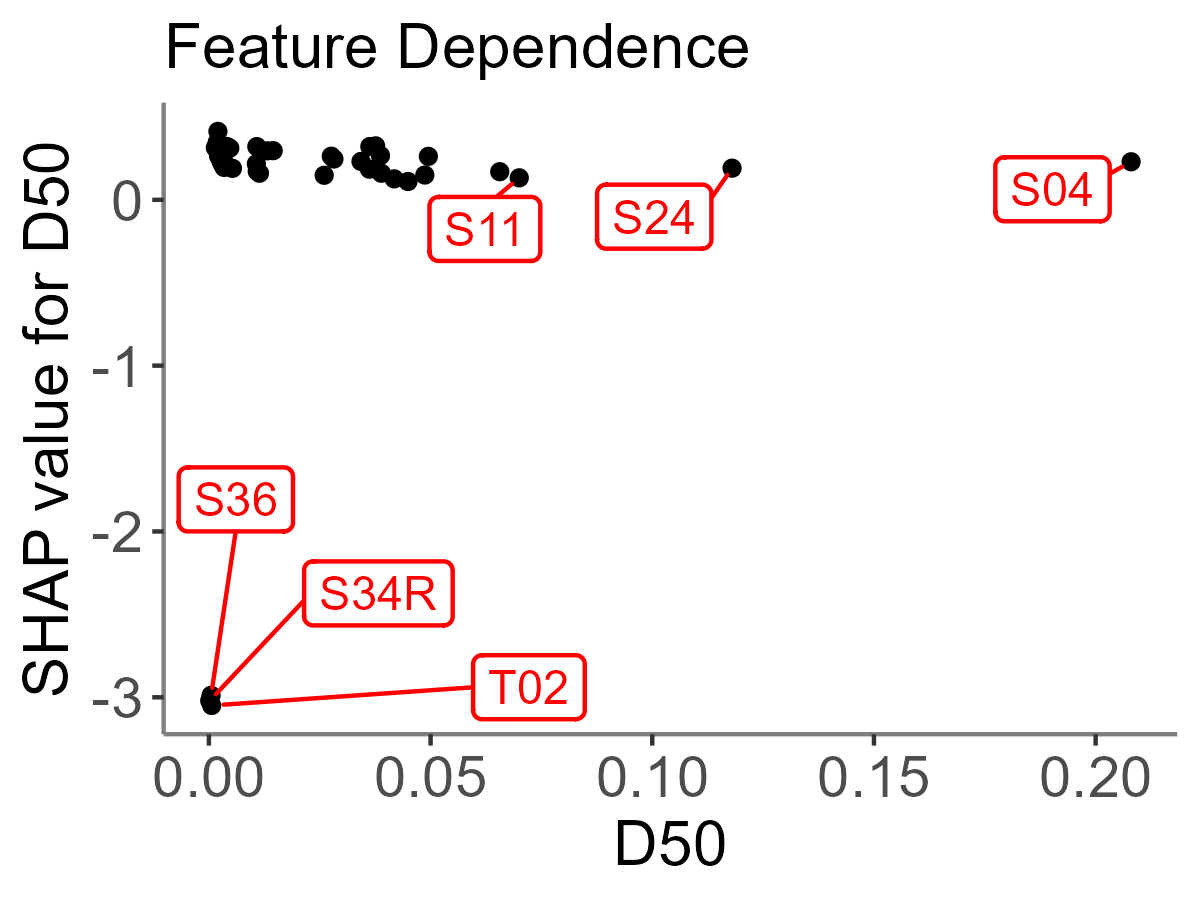 Feature Dependence
SHAP value for D50
0
-1
-2
-3
S11
S24
S04
S36
S34R
T02
0.00 0.05 0.10 0.15 0.20
D50